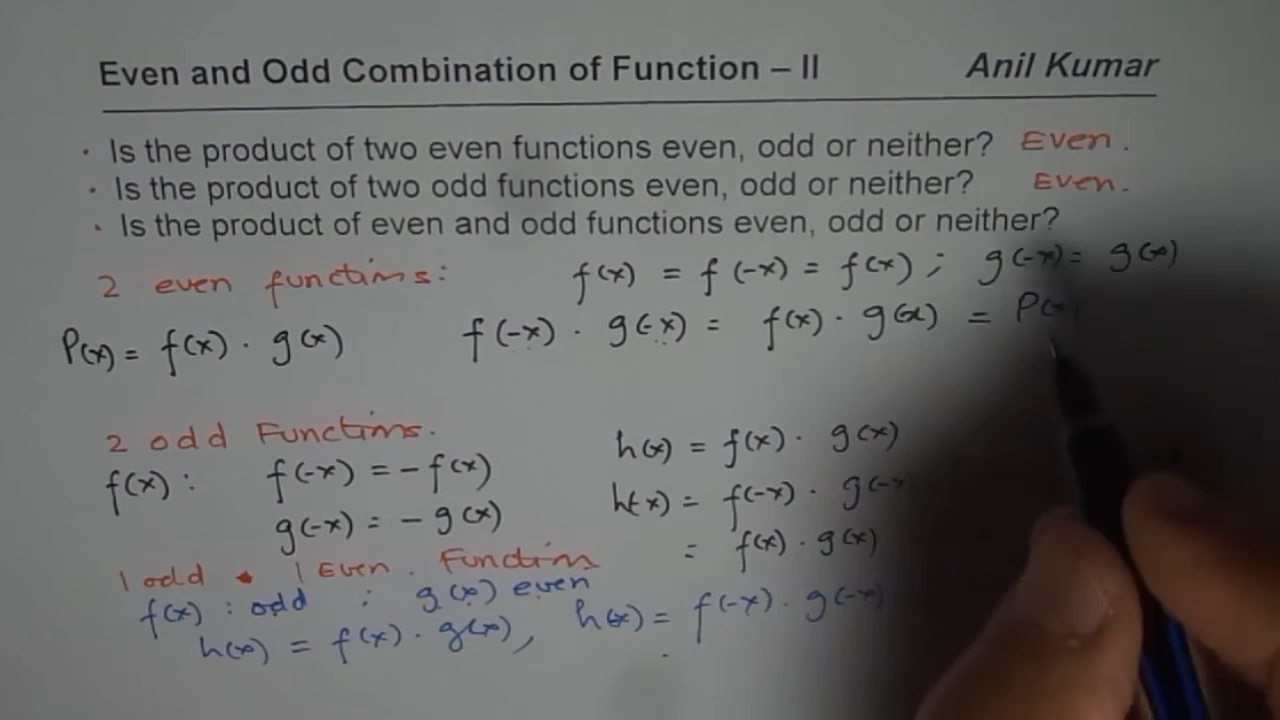 Even and Odd Combination of Function – II Anil Kumar
· Is the product of two even functions even, odd or neither? Even.
· Is the product of two odd functions even, odd or neither? Even.
· Is the product of even and odd functions even, odd or neither?
2 even functions: f(x) = f(-x) = f(x) ; g(-x) = g(x)
P(x) = f(x) · g(x) f(-x) · g(-x) = f(x) · g(x) = P(-
2 odd Functions.
h(x) = f(x) · g(x)
f(x) : f(-x) = - f(x)
h(-x) = f(-x) · g(-x
g(-x) = - g(x)
= f(x) · g(x)
1 odd · 1 Even . Function
f(x) : odd : g(x) even
h(x) = f(x) · g(x), h(x) = f(-x) · g(-x)